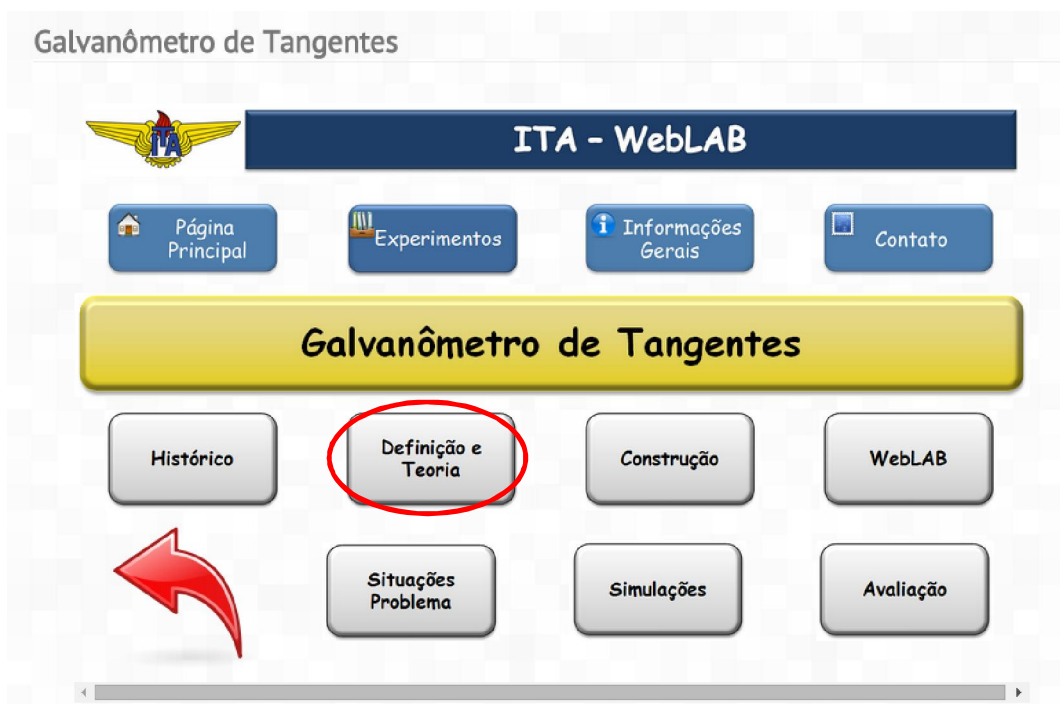 Galvanômetro de Tangentes
ITA
ITA – WebLAB
Página
Principal
Experimentos
Informações
Gerais
Contato
Galvanômetro de Tangentes
Histórico
Definição e
Teoria
Construção
WebLAB
Situações
Problema
Simulações
Avaliação